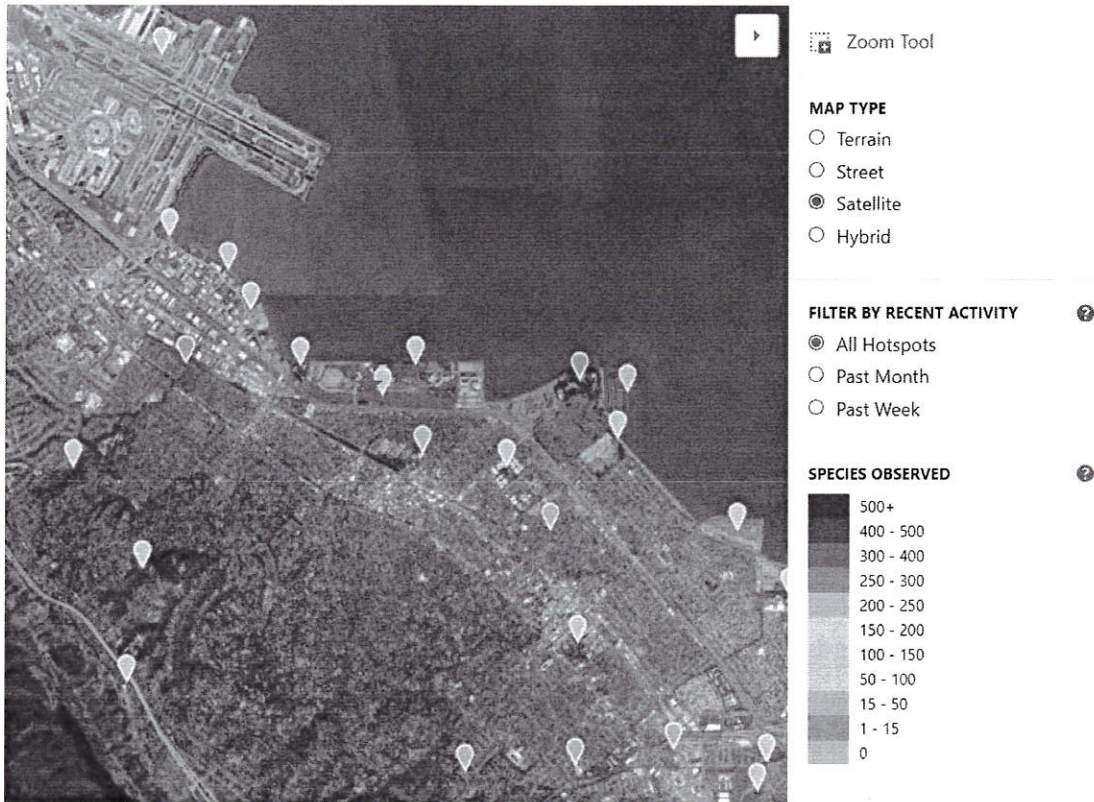 Zoom Tool
MAP TYPE
Terrain
Street
Satellite
Hybrid
FILTER BY RECENT ACTIVITY ?
All Hotspots
Past Month
Past Week
SPECIES OBSERVED ?
500+
400 - 500
300 - 400
250 - 300
200 - 250
150 - 200
100 - 150
50 - 100
15 - 50
1 - 15
0